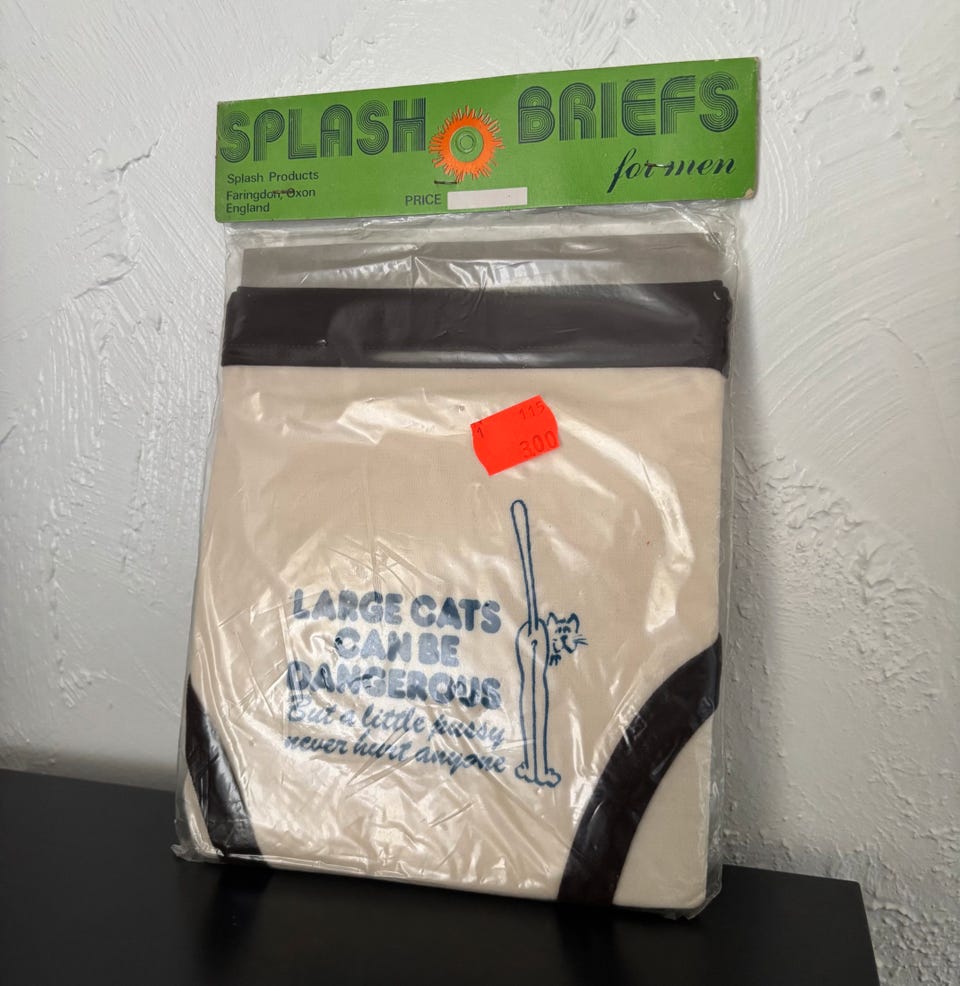 SPLASH BRIEFS
for men
Splash Products
Faringdon, Oxon
England
PRICE
1 115
3.00
LARGE CATS
CAN BE
DANGEROUS
But a little pussy
never hurt anyone